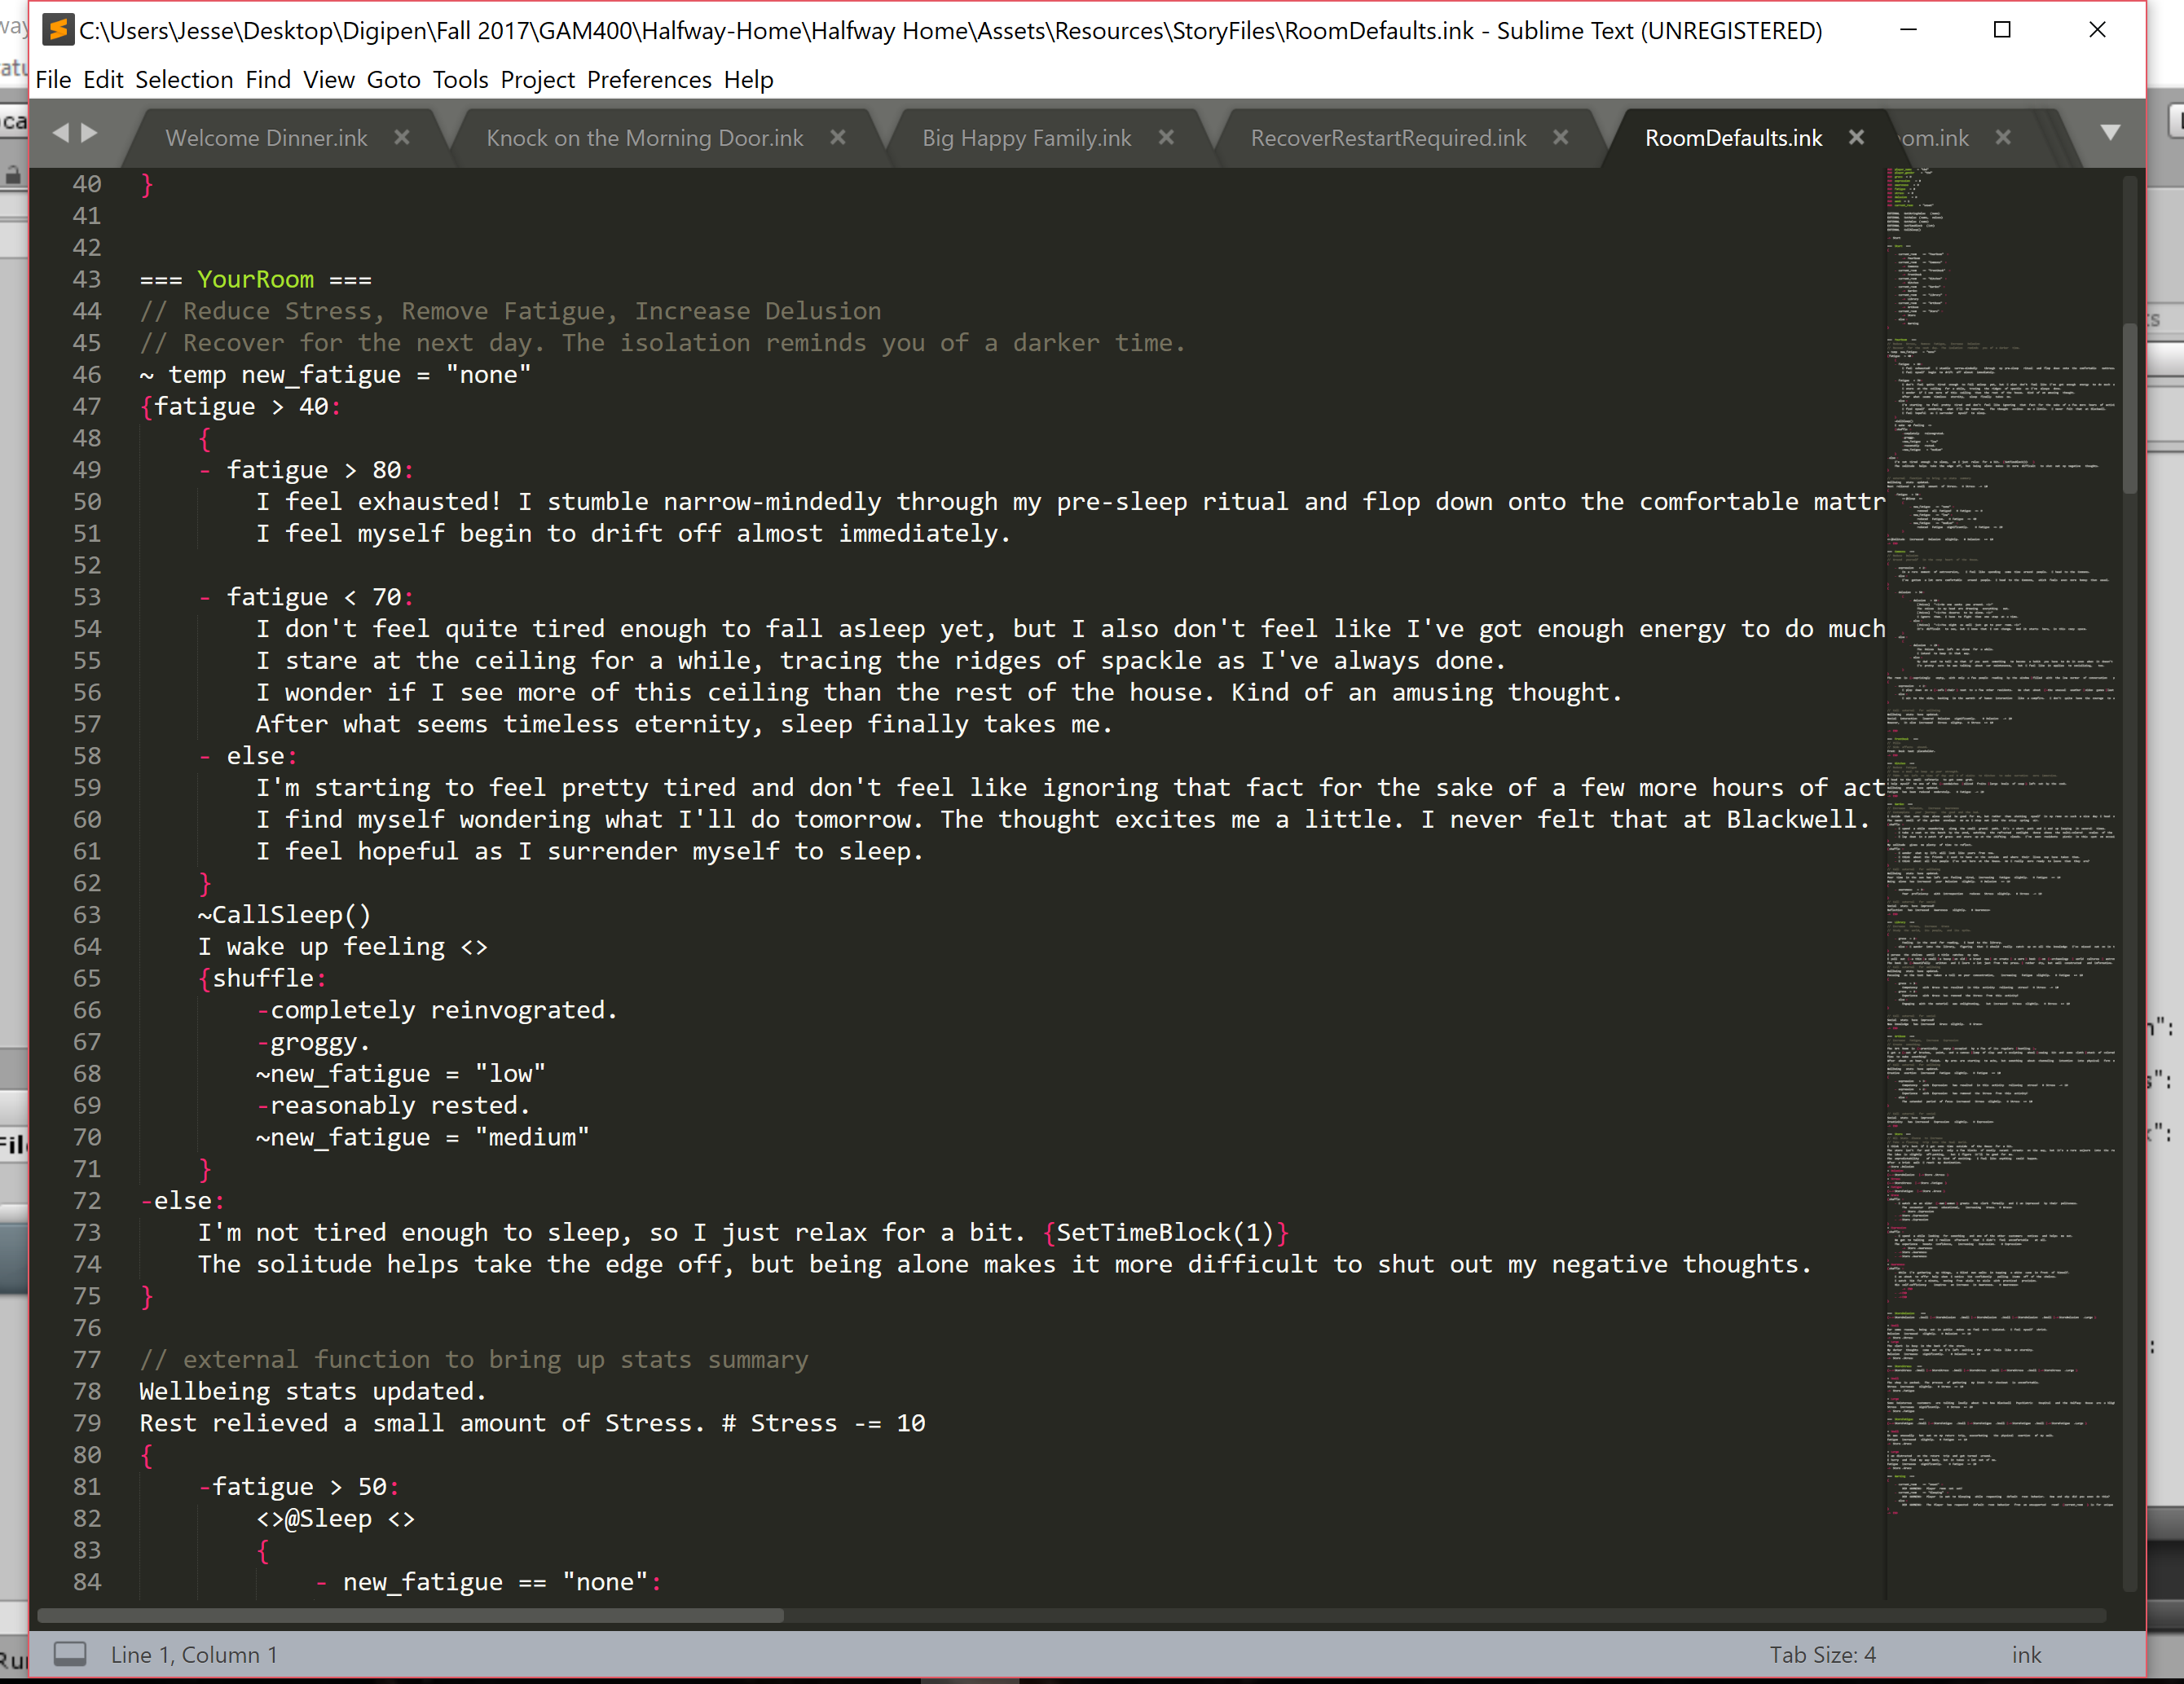 C:\Users\Jesse\Desktop\Digipen\Fall 2017\GAM400\Halfway-Home\Halfway Home\Assets\Resources\StoryFiles\RoomDefaults.ink - Sublime Text (UNREGISTERED)
File Edit Selection Find View Goto Tools Project Preferences Help
Welcome Dinner.ink Knock on the Morning Door.ink Big Happy Family.ink RecoverRestartRequired.ink RoomDefaults.ink om.ink
40 }
41
42
43 === YourRoom ===
44 // Reduce Stress, Remove Fatigue, Increase Delusion
45 // Recover for the next day. The isolation reminds you of a darker time.
46 ~ temp new_fatigue = "none"
47 {fatigue > 40:
48 {
49 - fatigue > 80:
50 I feel exhausted! I stumble narrow-mindedly through my pre-sleep ritual and flop down onto the comfortable mattr
51 I feel myself begin to drift off almost immediately.
52
53 - fatigue < 70:
54 I don't feel quite tired enough to fall asleep yet, but I also don't feel like I've got enough energy to do much
55 I stare at the ceiling for a while, tracing the ridges of spackle as I've always done.
56 I wonder if I see more of this ceiling than the rest of the house. Kind of an amusing thought.
57 After what seems timeless eternity, sleep finally takes me.
58 - else:
59 I'm starting to feel pretty tired and don't feel like ignoring that fact for the sake of a few more hours of act
60 I find myself wondering what I'll do tomorrow. The thought excites me a little. I never felt that at Blackwell.
61 I feel hopeful as I surrender myself to sleep.
62 }
63 ~CallSleep()
64 I wake up feeling <>
65 {shuffle:
66 -completely reinvograted.
67 -groggy.
68 ~new_fatigue = "low"
69 -reasonably rested.
70 ~new_fatigue = "medium"
71 }
72 -else:
73 I'm not tired enough to sleep, so I just relax for a bit. {SetTimeBlock(1)}
74 The solitude helps take the edge off, but being alone makes it more difficult to shut out my negative thoughts.
75 }
76
77 // external function to bring up stats summary
78 Wellbeing stats updated.
79 Rest relieved a small amount of Stress. # Stress -= 10
80 {
81 -fatigue > 50:
82 <>@Sleep <>
83 {
84 - new_fatigue == "none":
Line 1, Column 1
Tab Size: 4
ink